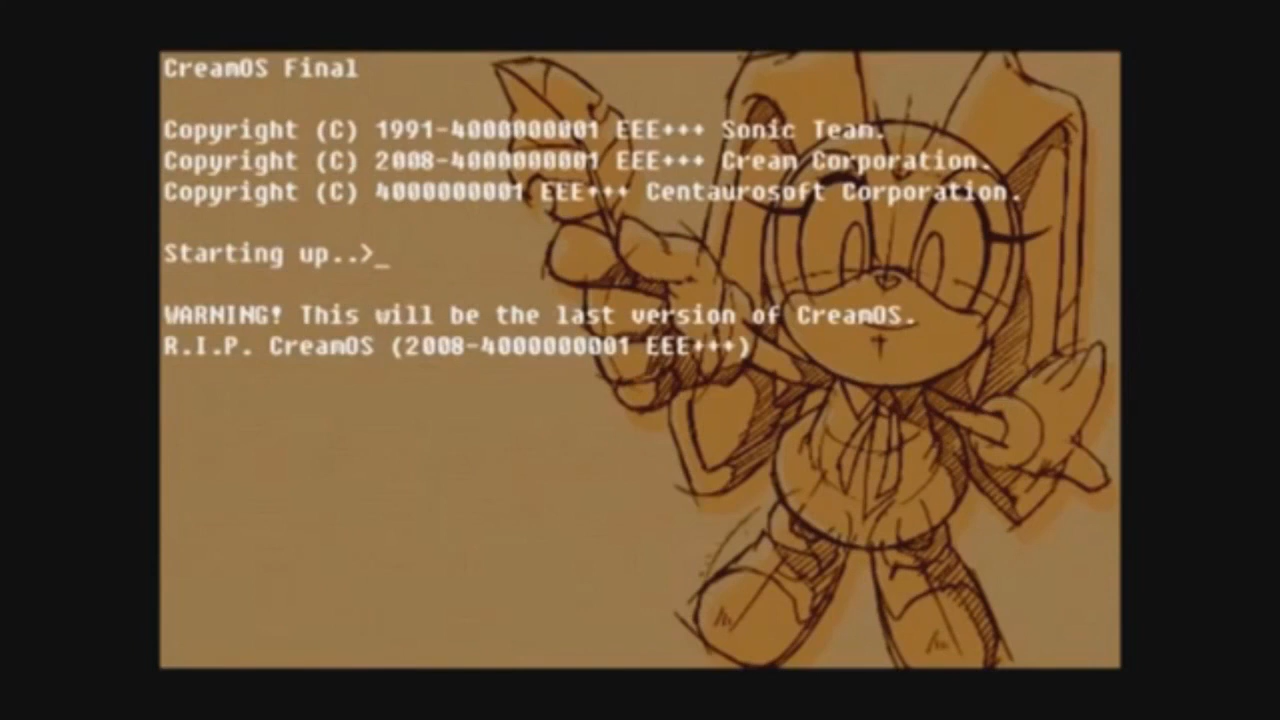 CreamOS Final
Copyright (C) 1991-4000000001 EEE+++ Sonic Team.
Copyright (C) 2008-4000000001 EEE+++ Cream Corporation.
Copyright (C) 4000000001 EEE+++ Centaurosoft Corporation.
Starting up..>_
WARNING! This will be the last version of CreamOS.
R.I.P. CreamOS (2008-4000000001 EEE+++)